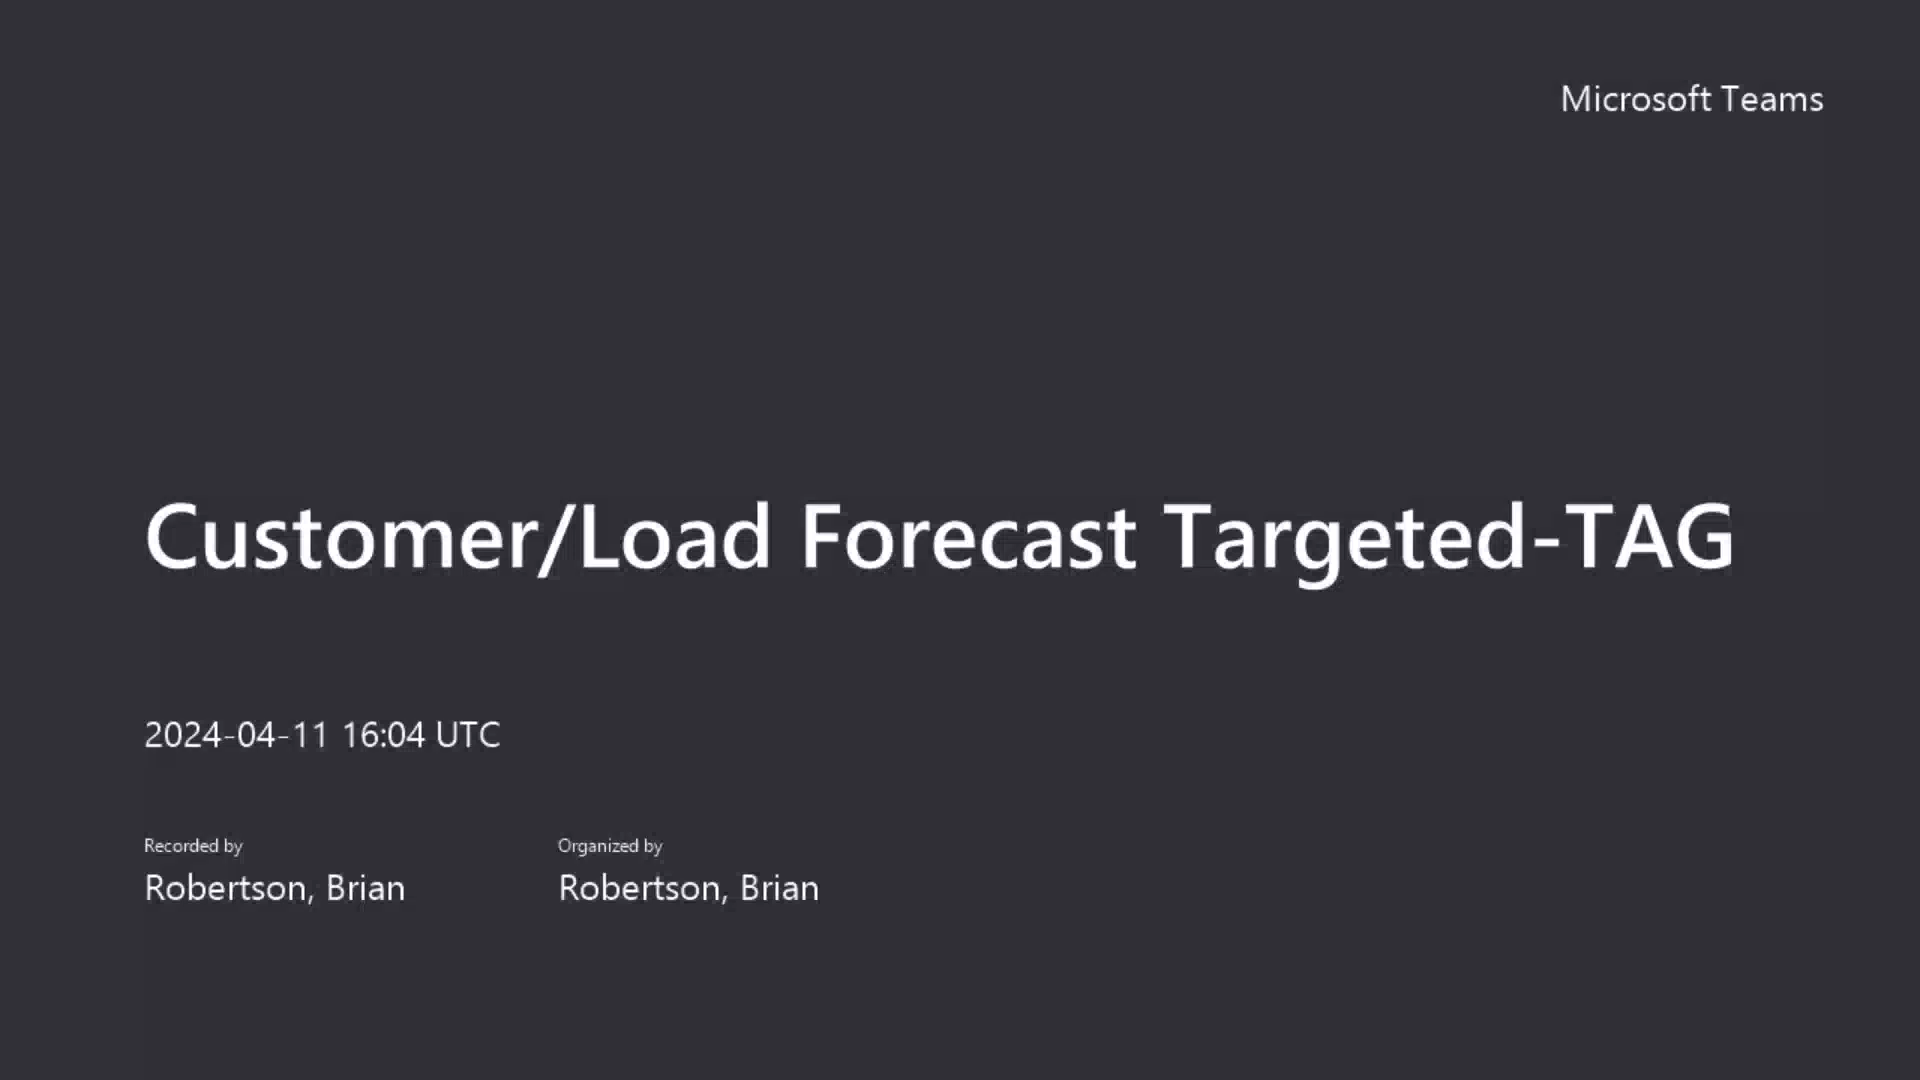 Microsoft Teams
Customer/Load Forecast Targeted-TAG
2024-04-11 16:04 UTC
Recorded by
Robertson, Brian
Organized by
Robertson, Brian